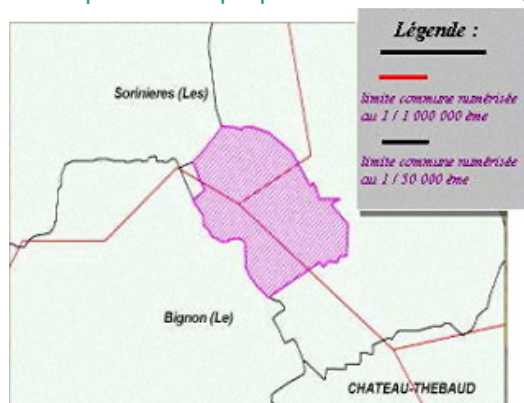 Légende :
Sorinieres (Les)
limite commune numérisée
au 1 / 1 000 000 ème
limite commune numérisée
au 1 / 50 000 ème
Bignon (Le)
CHATEAU-THEBAUD